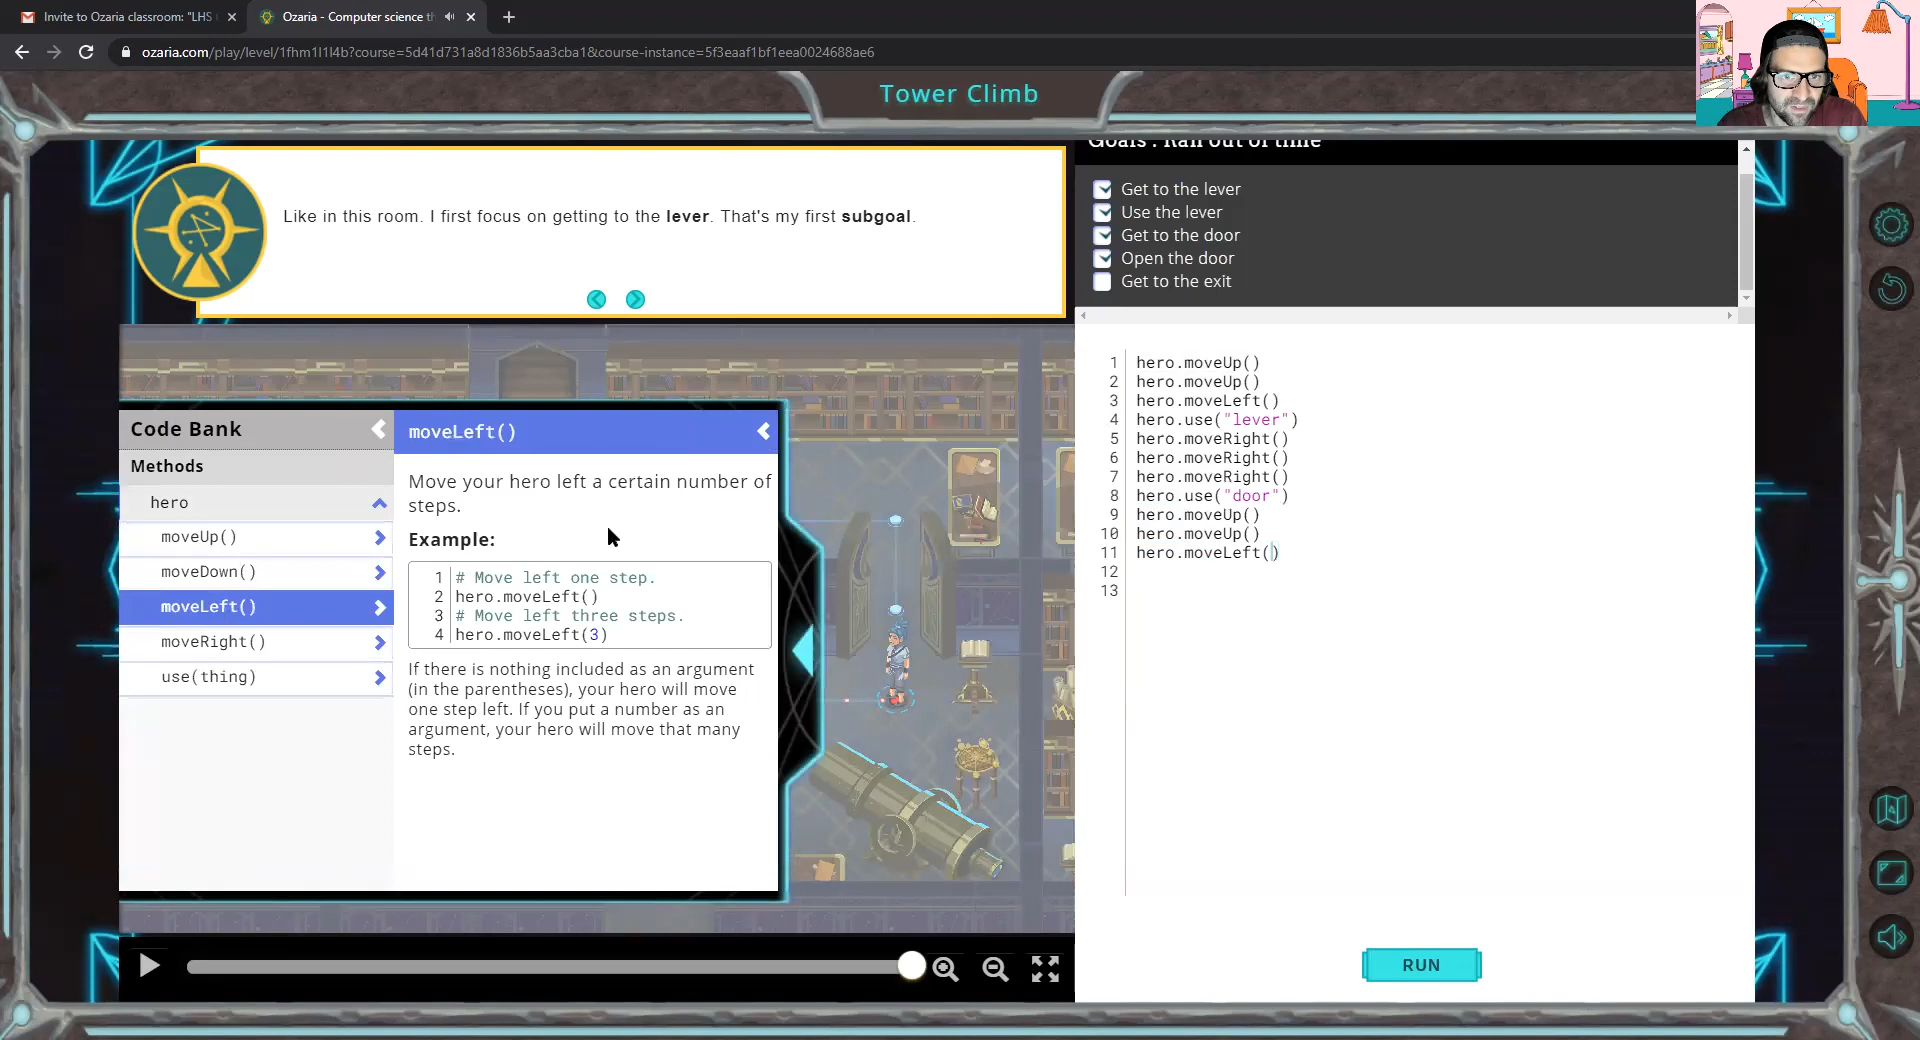 Invite to Ozaria classroom: "LHS
Ozaria - Computer science th
ozaria.com/play/level/1fhm1l1l4b?course=5d41d731a8d1836b5aa3cba1&course-instance=5f3eaaf1bf1eea0024688ae6
Tower Climb
Like in this room. I first focus on getting to the lever. That's my first subgoal.
Goals : Ran out of time
Get to the lever
Use the lever
Get to the door
Open the door
Get to the exit
Code Bank
Methods
hero
moveUp()
moveDown()
moveLeft()
moveRight()
use(thing)
moveLeft()
Move your hero left a certain number of
steps.
Example:
1 # Move left one step.
2 hero.moveLeft()
3 # Move left three steps.
4 hero.moveLeft(3)
If there is nothing included as an argument
(in the parentheses), your hero will move
one step left. If you put a number as an
argument, your hero will move that many
steps.
1 hero.moveUp()
2 hero.moveUp()
3 hero.moveLeft()
4 hero.use("lever")
5 hero.moveRight()
6 hero.moveRight()
7 hero.moveRight()
8 hero.use("door")
9 hero.moveUp()
10 hero.moveUp()
11 hero.moveLeft()
12
13
RUN